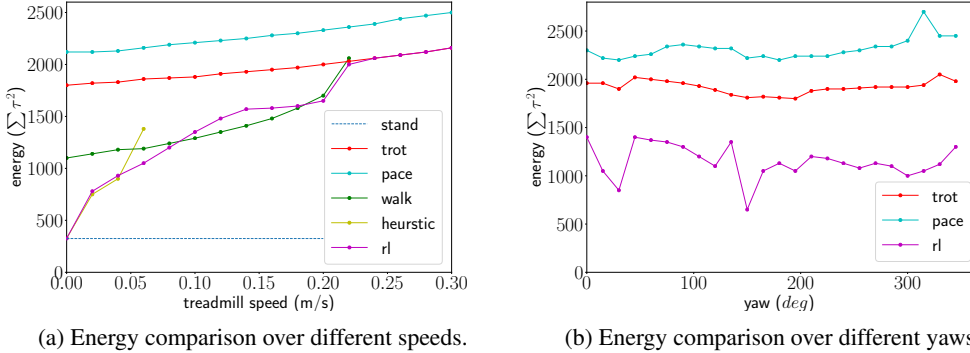 2500
2000
1500
1000
500
0
energy (∑ τ²)
0.00 0.05 0.10 0.15 0.20 0.25 0.30
treadmill speed (m/s)
stand
trot
pace
walk
heurstic
rl
(a) Energy comparison over different speeds.
2500
2000
1500
1000
500
0
energy (∑ τ²)
0 100 200 300
yaw (deg)
trot
pace
rl
(b) Energy comparison over different yaws